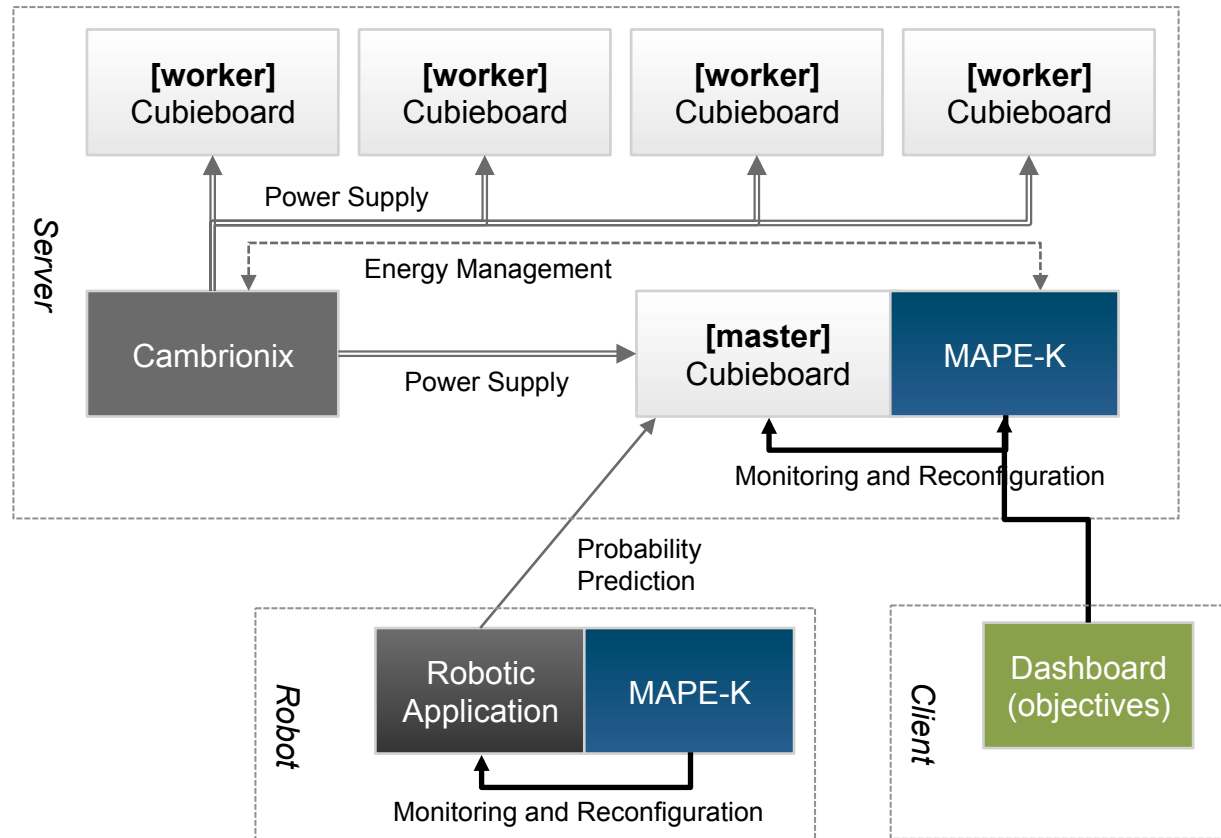 [worker]
Cubieboard
[worker]
Cubieboard
[worker]
Cubieboard
[worker]
Cubieboard
Power Supply
Server
Energy Management
Cambrionix
Power Supply
[master]
Cubieboard
MAPE-K
Monitoring and Reconfiguration
Probability
Prediction
Robot
Robotic
Application
MAPE-K
Monitoring and Reconfiguration
Client
Dashboard
(objectives)